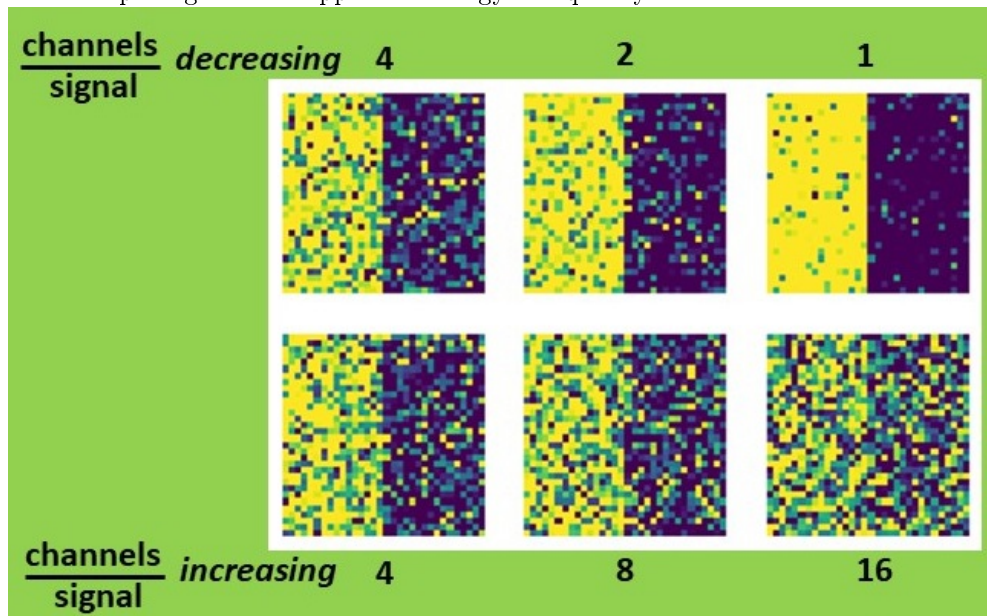 channels
signal
decreasing 4 2 1
channels
signal
increasing 4 8 16